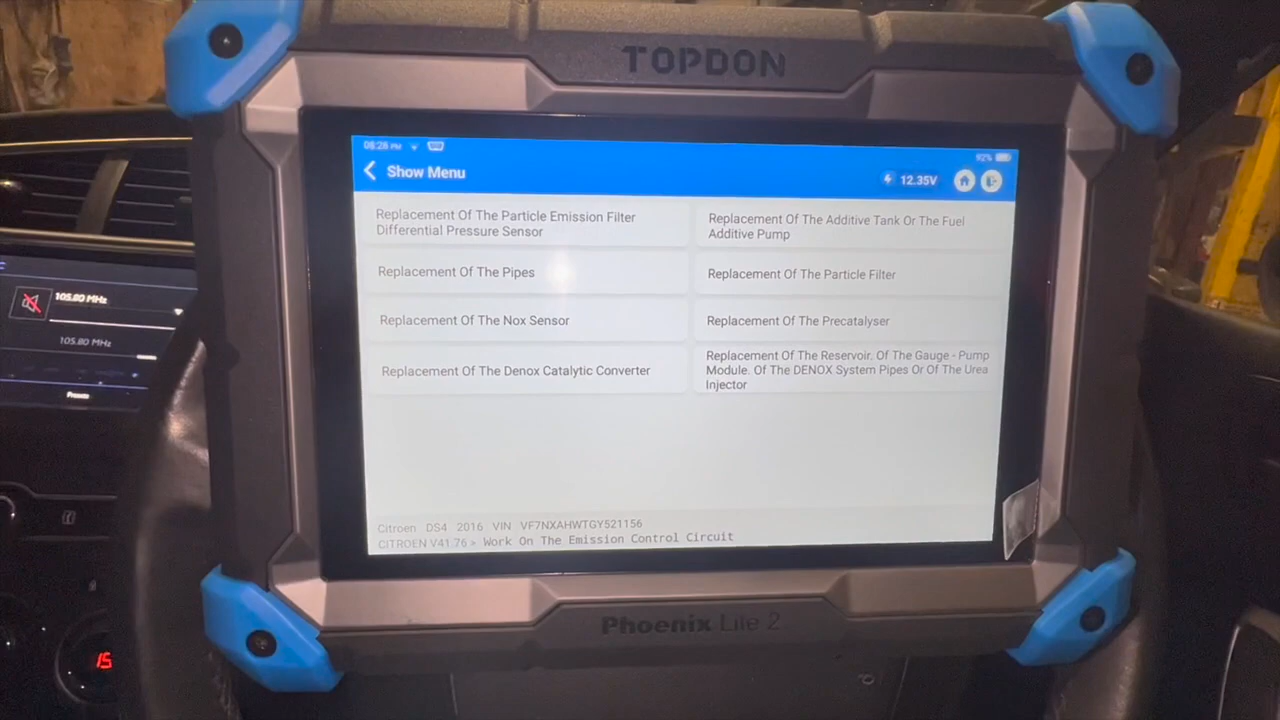 TOPDON
08:28 PM
92%
Show Menu
12.35V
Replacement Of The Particle Emission Filter
Differential Pressure Sensor
Replacement Of The Additive Tank Or The Fuel
Additive Pump
Replacement Of The Pipes
Replacement Of The Particle Filter
Replacement Of The Nox Sensor
Replacement Of The Precatalyser
Replacement Of The Denox Catalytic Converter
Replacement Of The Reservoir. Of The Gauge - Pump
Module. Of The DENOX System Pipes Or Of The Urea
Injector
Citroen DS4 2016 VIN VF7NXAHWTGY521156
CITROEN V41.76 > Work On The Emission Control Circuit
Phoenix Lite 2
105.80 MHz
105.80 MHz
Presets
15